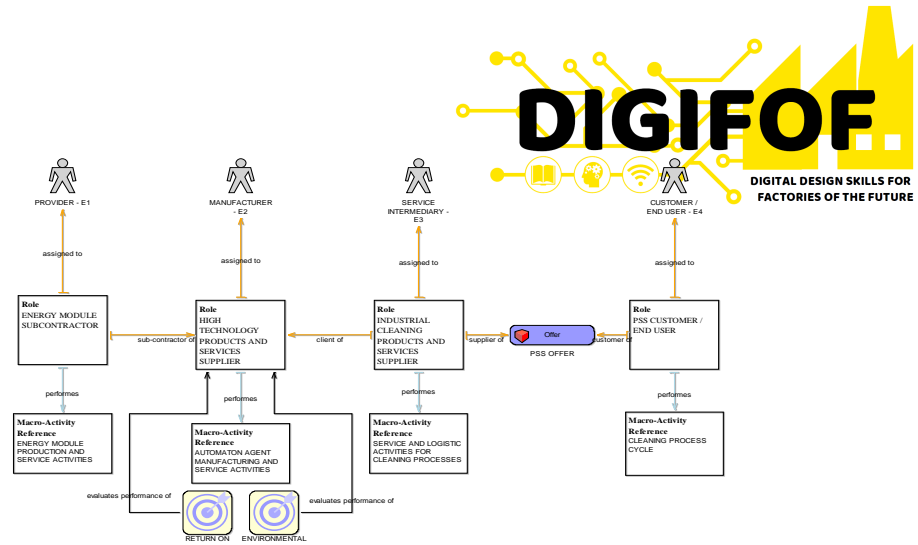 DIGIFOF
DIGITAL DESIGN SKILLS FOR
FACTORIES OF THE FUTURE
PROVIDER - E1
MANUFACTURER
- E2
SERVICE
INTERMEDIARY -
E3
CUSTOMER /
END USER - E4
assigned to
assigned to
assigned to
assigned to
Role
ENERGY MODULE
SUBCONTRACTOR
sub-contractor of
Role
HIGH
TECHNOLOGY
PRODUCTS AND
SERVICES
SUPPLIER
client of
Role
INDUSTRIAL
CLEANING
PRODUCTS AND
SERVICES
SUPPLIER
supplier of
Offer
PSS OFFER
customer of
Role
PSS CUSTOMER /
END USER
performes
performes
performes
performes
Macro-Activity
Reference
ENERGY MODULE
PRODUCTION AND
SERVICE ACTIVITIES
Macro-Activity
Reference
AUTOMATON AGENT
MANUFACTURING AND
SERVICE ACTIVITIES
Macro-Activity
Reference
SERVICE AND LOGISTIC
ACTIVITIES FOR
CLEANING PROCESSES
Macro-Activity
Reference
CLEANING PROCESS
CYCLE
evaluates performance of
evaluates performance of
RETURN ON
ENVIRONMENTAL